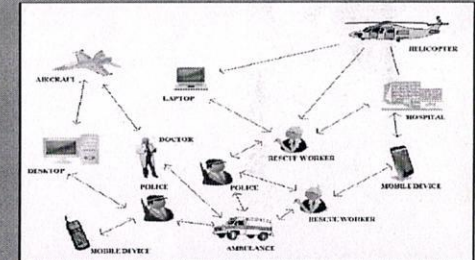 HELICOPTER
AIRCRAFT
LAPTOP
HOSPITAL
DOCTOR
RESCUE WORKER
DESKTOP
MOBILE DEVICE
POLICE
POLICE
RESCUE WORKER
MOBILE DEVICE
AMBULANCE